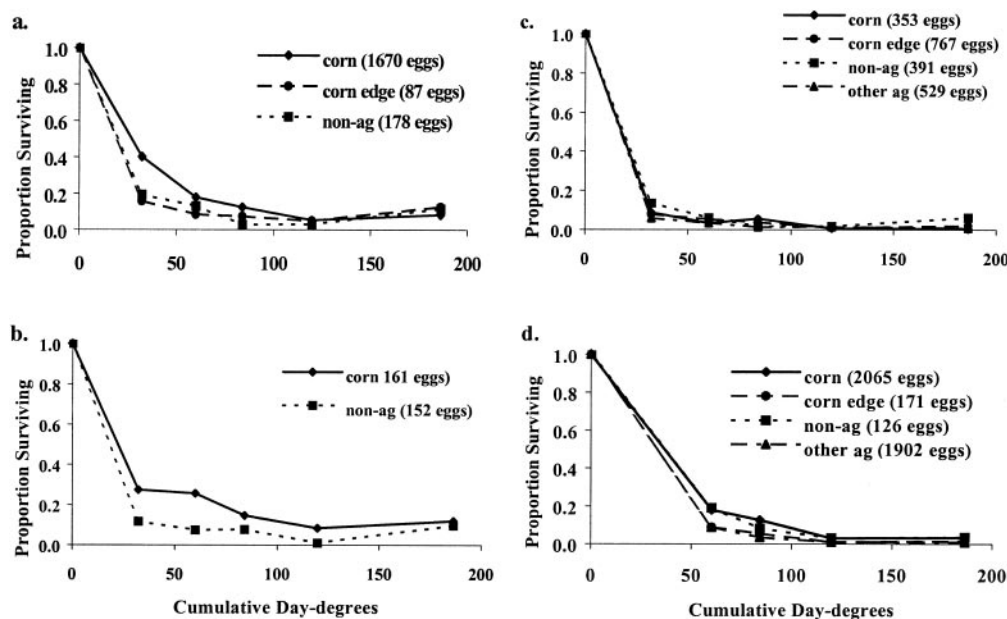 a.
corn (1670 eggs)
corn edge (87 eggs)
non-ag (178 eggs)
Proportion Surviving
1.0
0.8
0.6
0.4
0.2
0.0
0 50 100 150 200
c.
corn (353 eggs)
corn edge (767 eggs)
non-ag (391 eggs)
other ag (529 eggs)
Proportion Surviving
1.0
0.8
0.6
0.4
0.2
0.0
0 50 100 150 200
b.
corn 161 eggs)
non-ag (152 eggs)
Proportion Surviving
1.0
0.8
0.6
0.4
0.2
0.0
0 50 100 150 200
Cumulative Day-degrees
d.
corn (2065 eggs)
corn edge (171 eggs)
non-ag (126 eggs)
other ag (1902 eggs)
Proportion Surviving
1.0
0.8
0.6
0.4
0.2
0.0
0 50 100 150 200
Cumulative Day-degrees